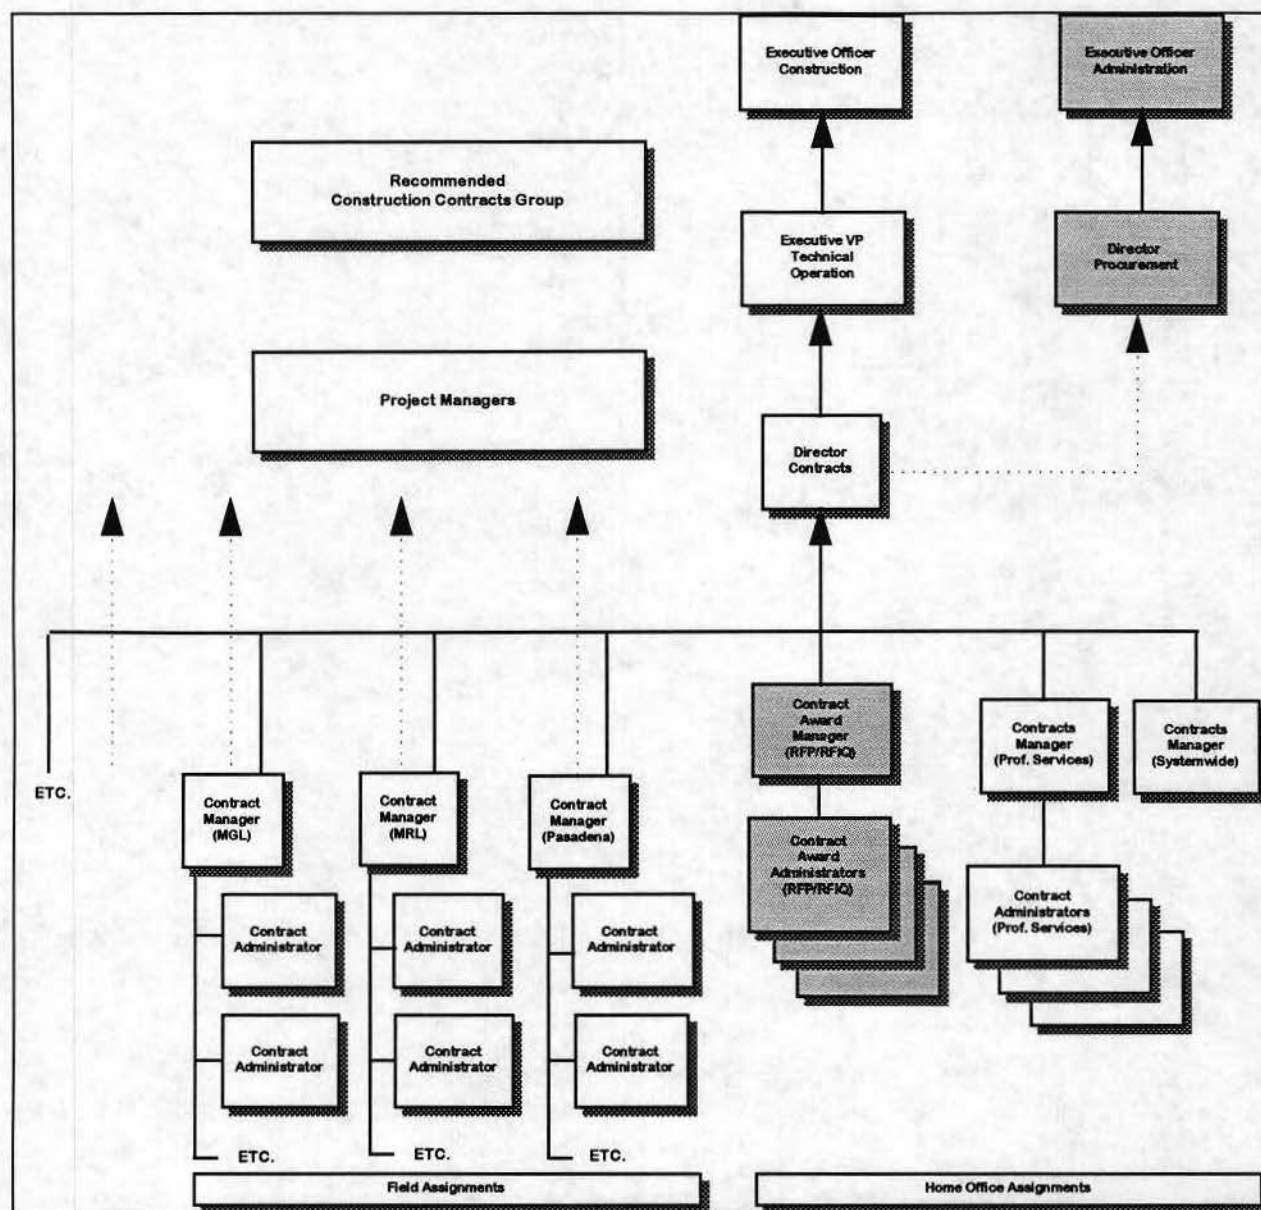 Executive Officer
Construction
Executive Officer
Administration
Recommended
Construction Contracts Group
Executive VP
Technical
Operation
Director
Procurement
Project Managers
Director
Contracts
ETC.
Contract
Manager
(MGL)
Contract
Manager
(MRL)
Contract
Manager
(Pasadena)
Contract
Award
Manager
(RFP/RFIQ)
Contracts
Manager
(Prof. Services)
Contracts
Manager
(Systemwide)
Contract
Award
Administrators
(RFP/RFIQ)
Contract
Administrators
(Prof. Services)
Contract
Administrator
Contract
Administrator
Contract
Administrator
Contract
Administrator
Contract
Administrator
Contract
Administrator
ETC.
ETC.
ETC.
Field Assignments
Home Office Assignments